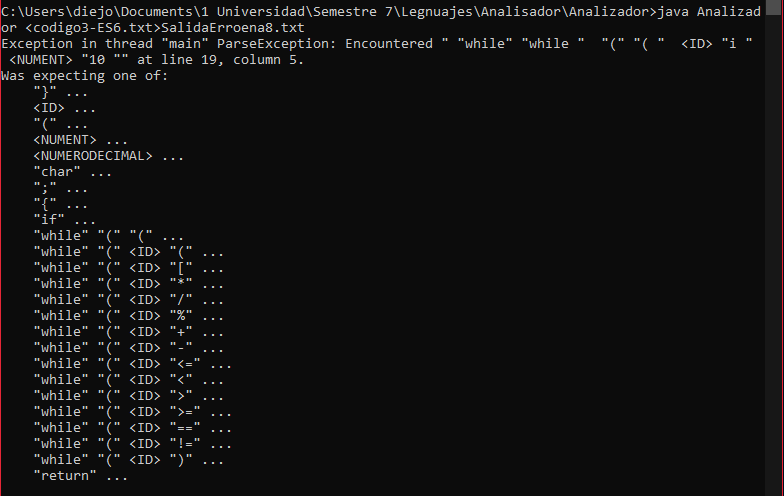 C:\Users\diejo\Documents\1 Universidad\Semestre 7\Legnuajes\Analisador\Analizador>java Analizad
or <codigo3-ES6.txt>SalidaErroena8.txt
Exception in thread "main" ParseException: Encountered " "while" "while "  "(" "( "  <ID> "i "
 <NUMENT> "10 "" at line 19, column 5.
Was expecting one of:
    "}" ...
    <ID> ...
    "(" ...
    <NUMENT> ...
    <NUMERODECIMAL> ...
    "char" ...
    ";" ...
    "{" ...
    "if" ...
    "while" "(" "(" ...
    "while" "(" <ID> "(" ...
    "while" "(" <ID> "[" ...
    "while" "(" <ID> "*" ...
    "while" "(" <ID> "/" ...
    "while" "(" <ID> "%" ...
    "while" "(" <ID> "+" ...
    "while" "(" <ID> "-" ...
    "while" "(" <ID> "<=" ...
    "while" "(" <ID> "<" ...
    "while" "(" <ID> ">" ...
    "while" "(" <ID> ">=" ...
    "while" "(" <ID> "==" ...
    "while" "(" <ID> "!=" ...
    "while" "(" <ID> ")" ...
    "return" ...